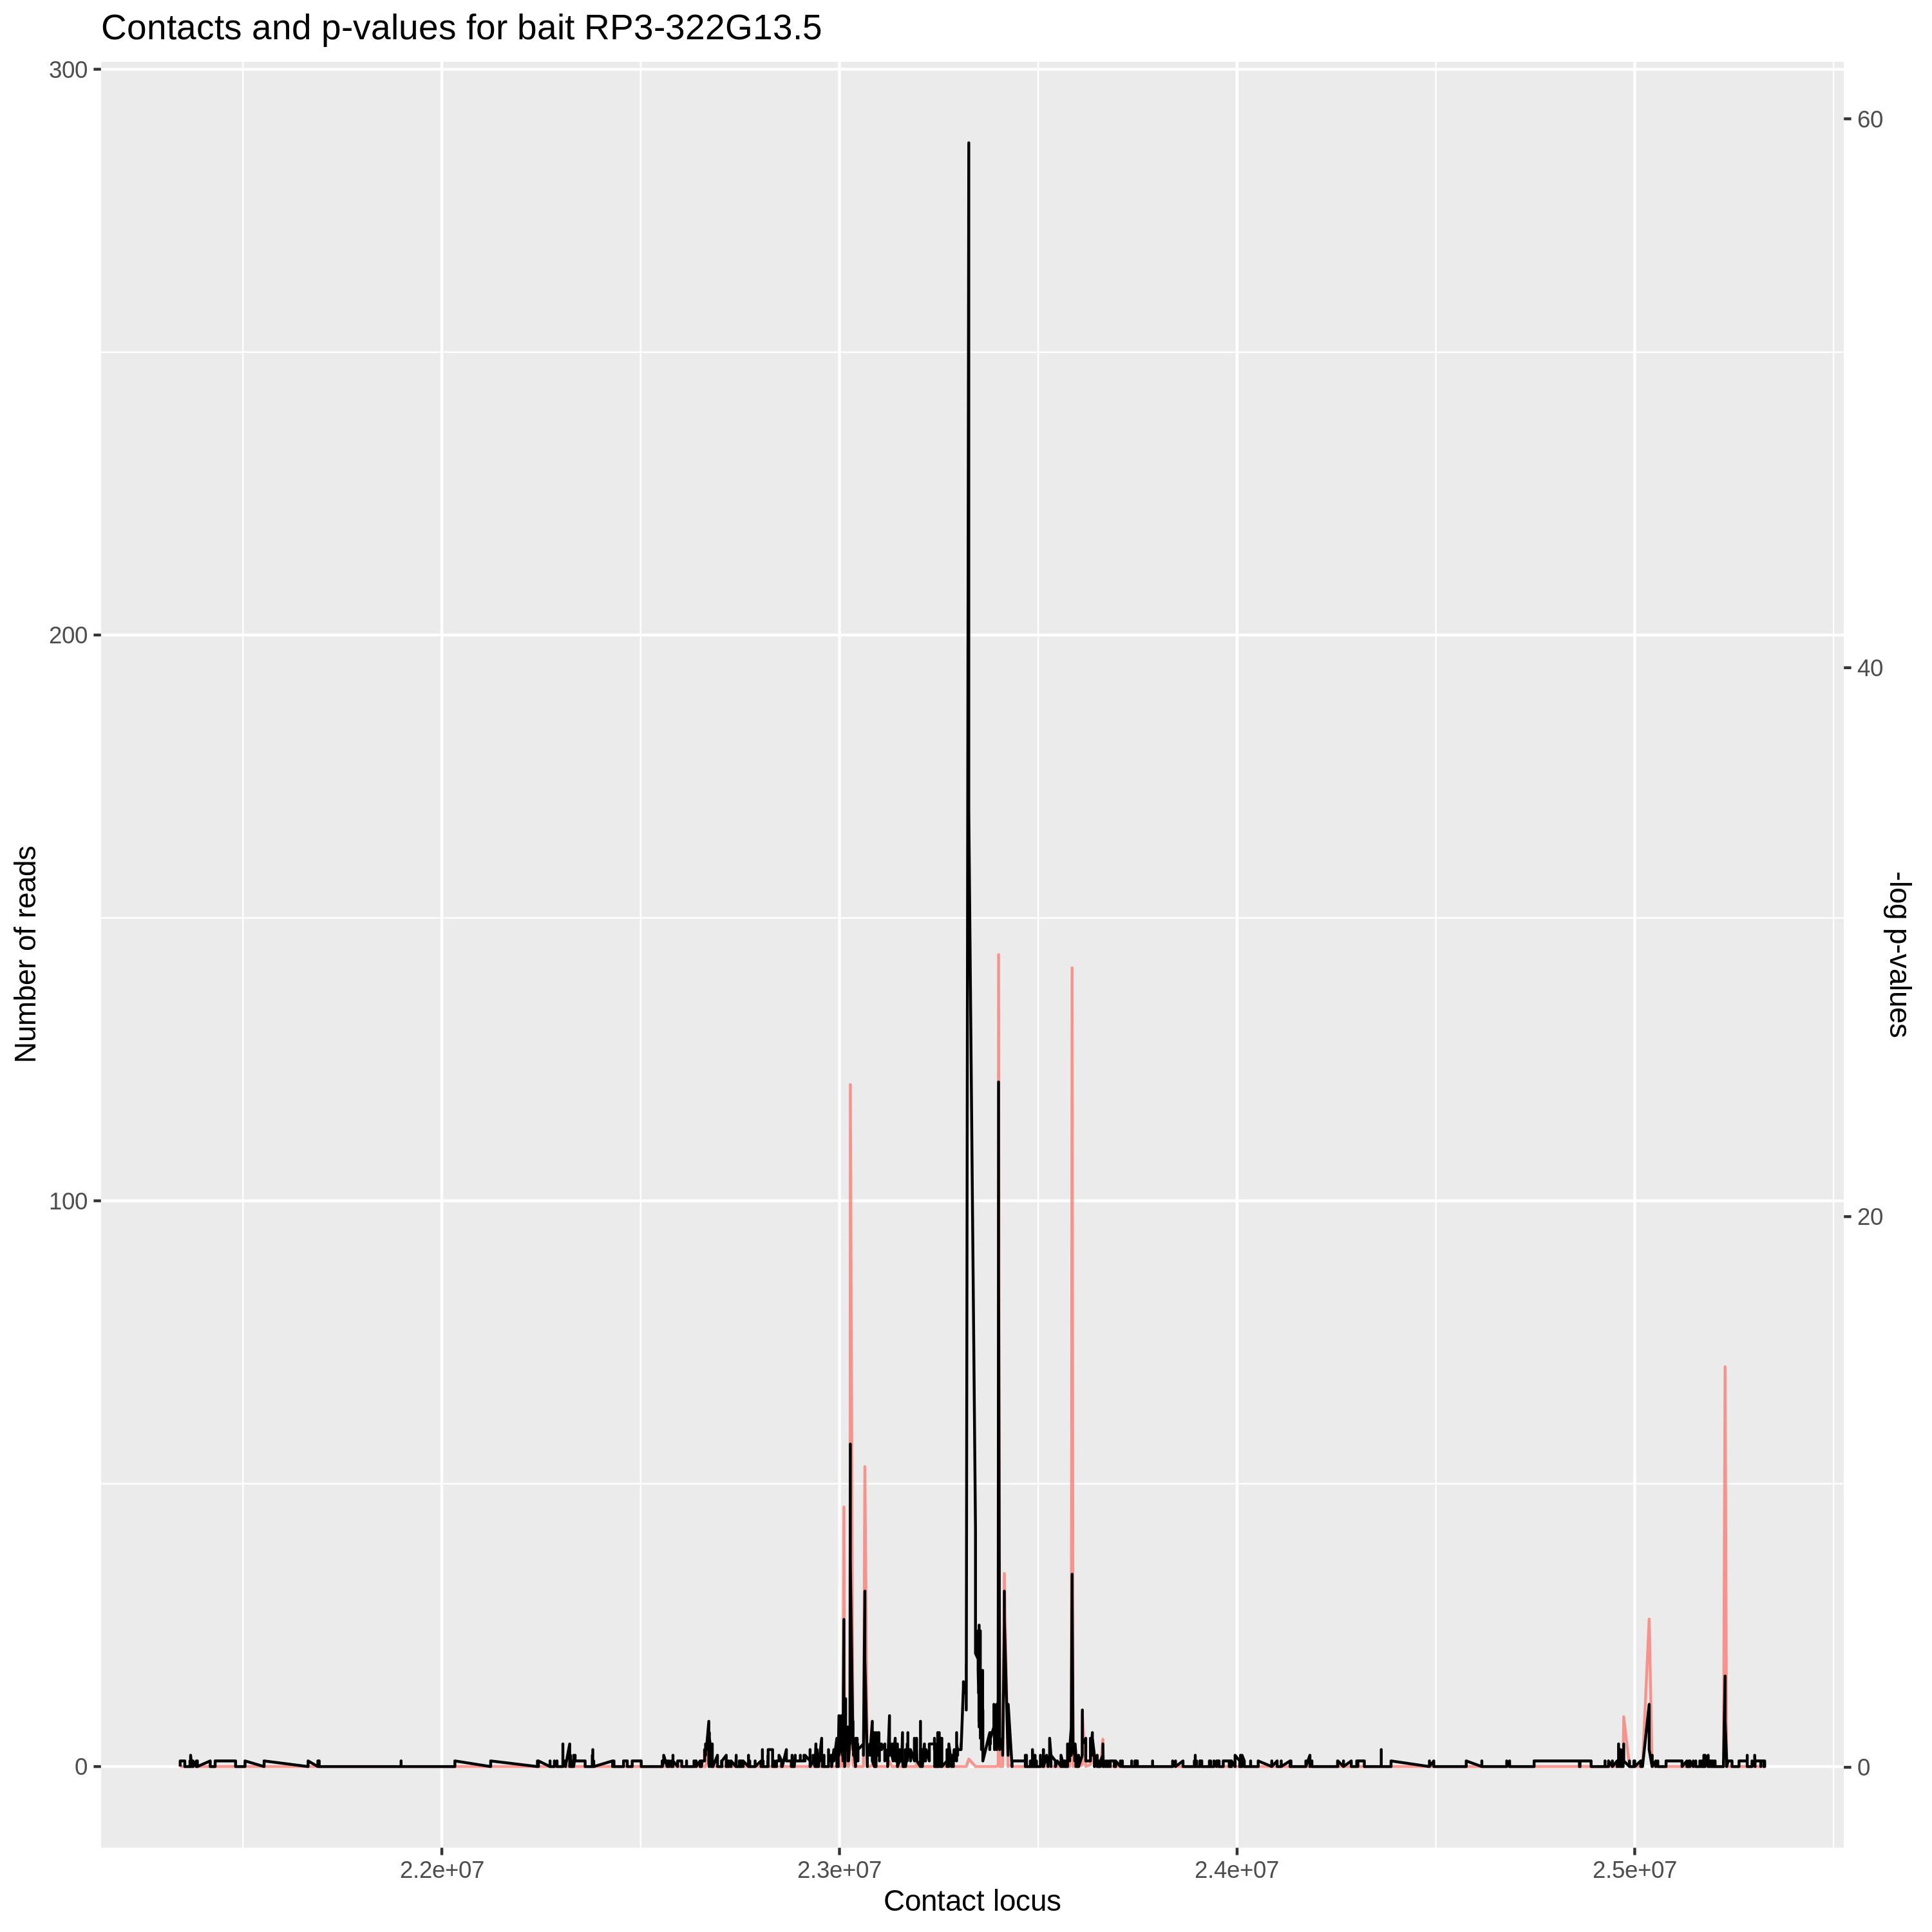 Contacts and p-values for bait RP3-322G13.5
300
200
100
0
Number of reads
60
40
20
0
-log p-values
2.2e+07
2.3e+07
2.4e+07
2.5e+07
Contact locus